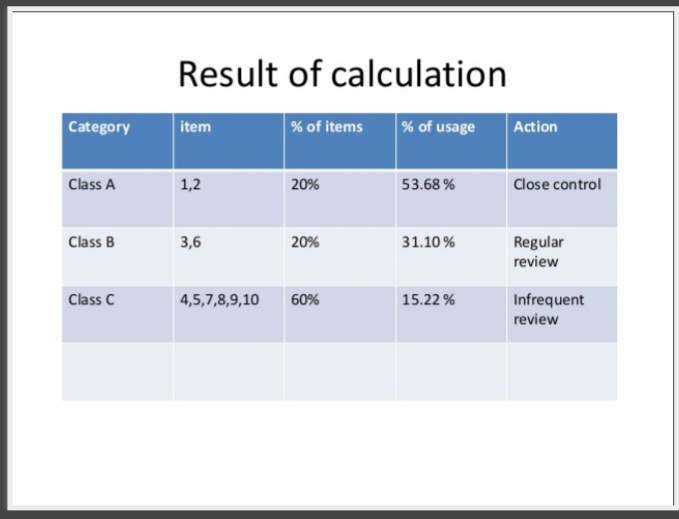 Result of calculation
Category item % of items % of usage Action
Class A 1,2 20% 53.68 % Close control
Class B 3,6 20% 31.10 % Regular
review
Class C 4,5,7,8,9,10 60% 15.22 % Infrequent
review